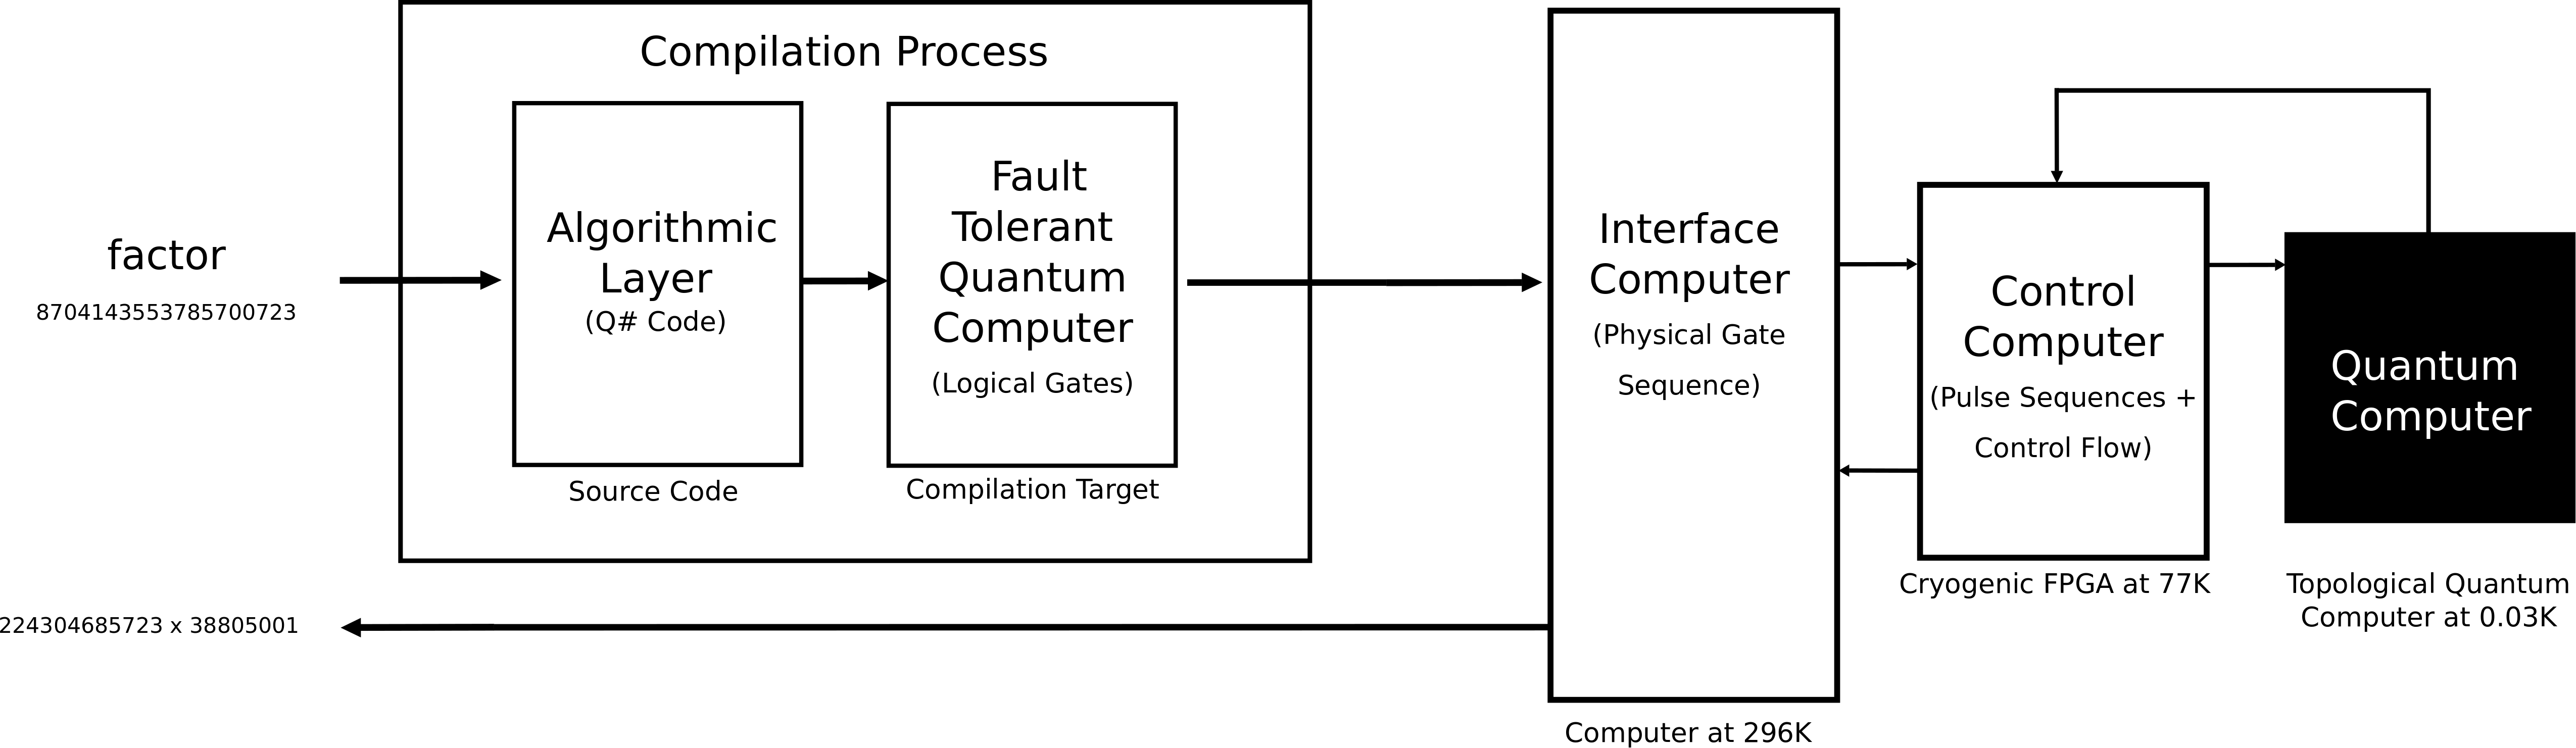 Compilation Process
factor
8704143553785700723
Algorithmic
Layer
(Q# Code)
Source Code
Fault
Tolerant
Quantum
Computer
(Logical Gates)
Compilation Target
Interface
Computer
(Physical Gate
Sequence)
Computer at 296K
Control
Computer
(Pulse Sequences +
Control Flow)
Cryogenic FPGA at 77K
Quantum
Computer
Topological Quantum
Computer at 0.03K
224304685723 x 38805001